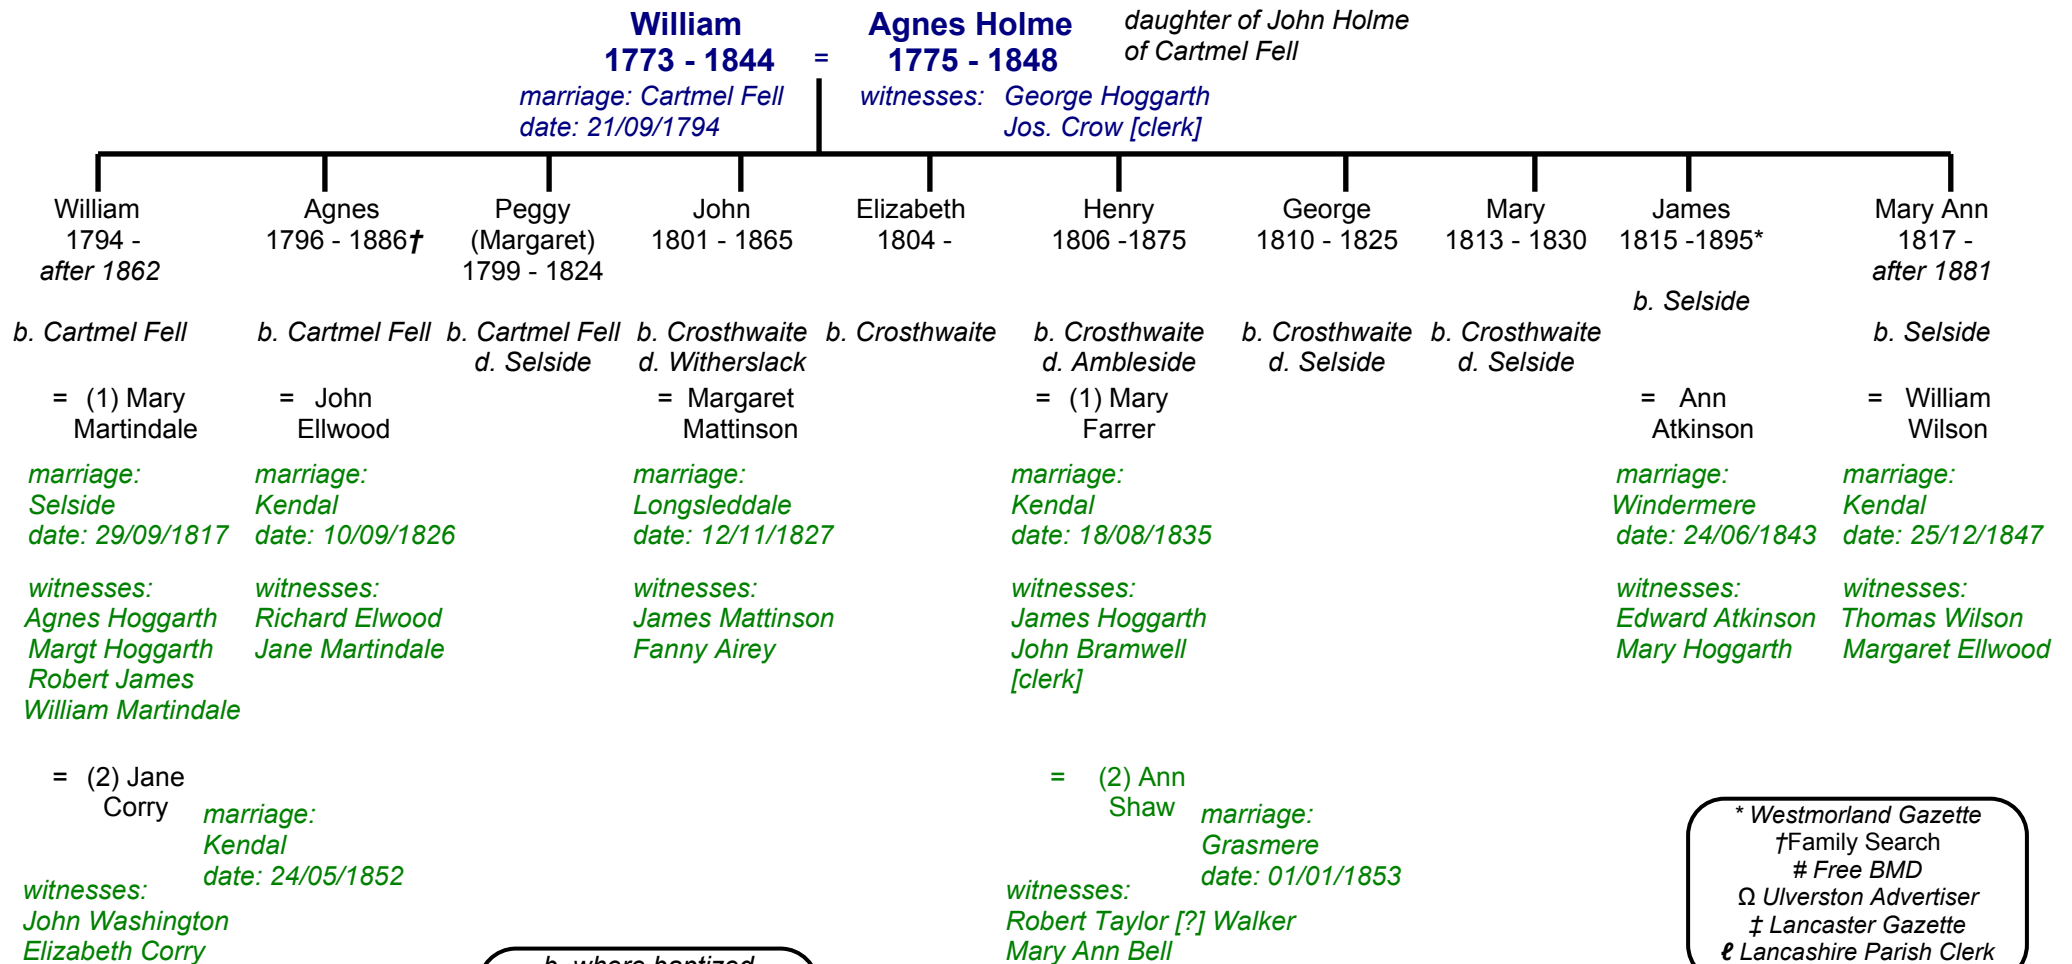 William
1773 - 1844
=
Agnes Holme
1775 - 1848
daughter of John Holme
of Cartmel Fell
marriage: Cartmel Fell
date: 21/09/1794
witnesses: George Hoggarth
Jos. Crow [clerk]
William
1794 -
after 1862
b. Cartmel Fell
= (1) Mary
Martindale
marriage:
Selside
date: 29/09/1817
witnesses:
Agnes Hoggarth
Margt Hoggarth
Robert James
William Martindale
= (2) Jane
Corry
marriage:
Kendal
date: 24/05/1852
witnesses:
John Washington
Elizabeth Corry
Agnes
1796 - 1886†
b. Cartmel Fell
= John
Ellwood
marriage:
Kendal
date: 10/09/1826
witnesses:
Richard Elwood
Jane Martindale
Peggy
(Margaret)
1799 - 1824
b. Cartmel Fell
d. Selside
John
1801 - 1865
b. Crosthwaite
d. Witherslack
= Margaret
Mattinson
marriage:
Longsleddale
date: 12/11/1827
witnesses:
James Mattinson
Fanny Airey
Elizabeth
1804 -
b. Crosthwaite
Henry
1806 -1875
b. Crosthwaite
d. Ambleside
= (1) Mary
Farrer
marriage:
Kendal
date: 18/08/1835
witnesses:
James Hoggarth
John Bramwell
[clerk]
= (2) Ann
Shaw
marriage:
Grasmere
date: 01/01/1853
witnesses:
Robert Taylor [?] Walker
Mary Ann Bell
George
1810 - 1825
b. Crosthwaite
d. Selside
Mary
1813 - 1830
b. Crosthwaite
d. Selside
James
1815 -1895*
b. Selside
= Ann
Atkinson
marriage:
Windermere
date: 24/06/1843
witnesses:
Edward Atkinson
Mary Hoggarth
Mary Ann
1817 -
after 1881
b. Selside
= William
Wilson
marriage:
Kendal
date: 25/12/1847
witnesses:
Thomas Wilson
Margaret Ellwood
b. where baptized
* Westmorland Gazette
†Family Search
# Free BMD
Ω Ulverston Advertiser
‡ Lancaster Gazette
ℓ Lancashire Parish Clerk